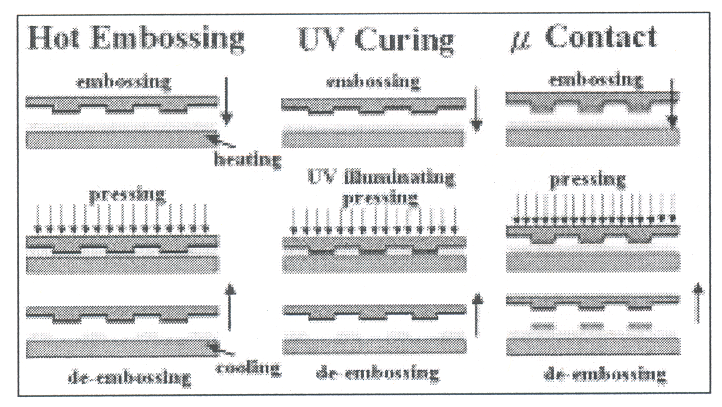 Hot Embossing
embossing
heating
pressing
cooling
de-embossing
UV Curing
embossing
UV illuminating
pressing
de-embossing
μ Contact
embossing
pressing
de-embossing